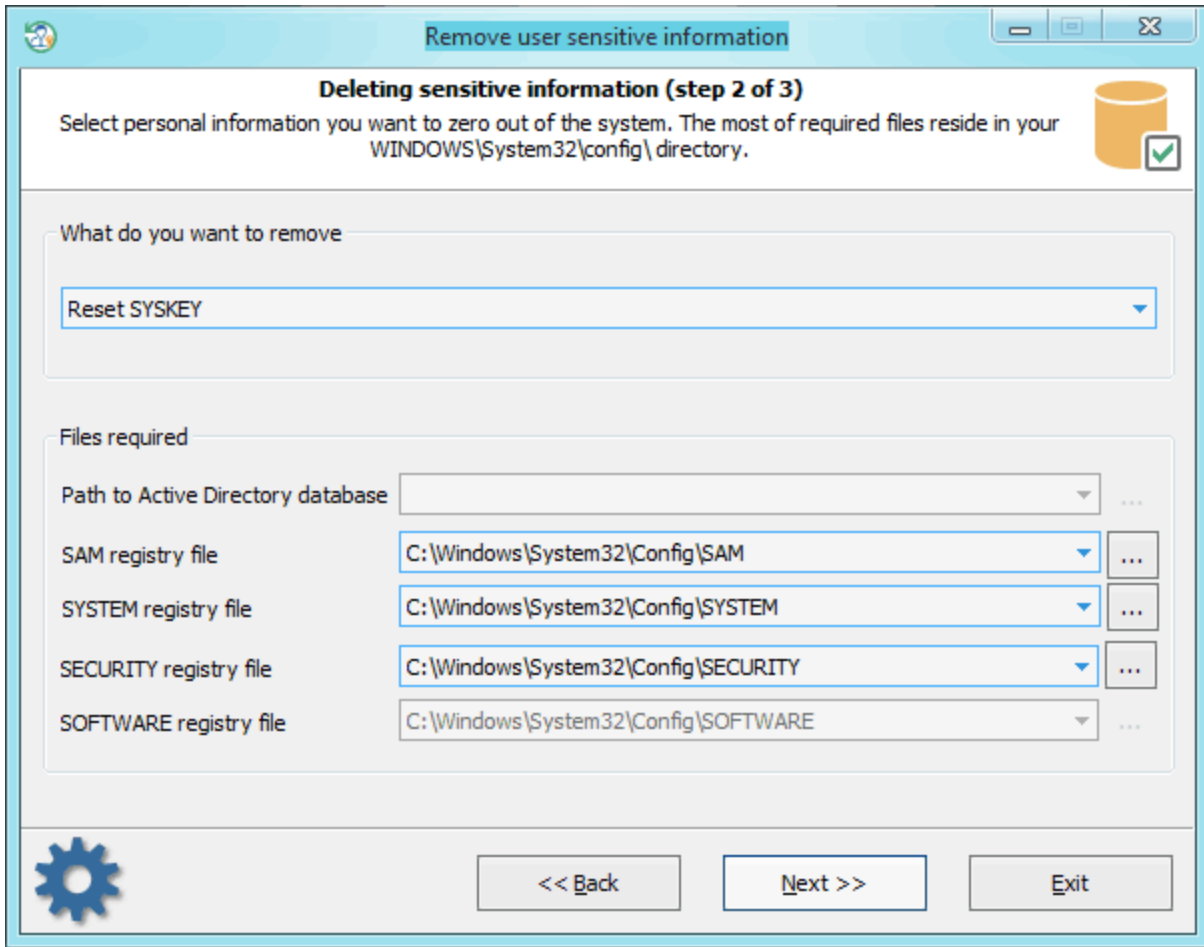 Remove user sensitive information
Deleting sensitive information (step 2 of 3)
Select personal information you want to zero out of the system. The most of required files reside in your
WINDOWS\System32\config\ directory.
What do you want to remove
Reset SYSKEY
Files required
Path to Active Directory database ...
SAM registry file C:\Windows\System32\Config\SAM ...
SYSTEM registry file C:\Windows\System32\Config\SYSTEM ...
SECURITY registry file C:\Windows\System32\Config\SECURITY ...
SOFTWARE registry file C:\Windows\System32\Config\SOFTWARE ...
<< Back Next >> Exit